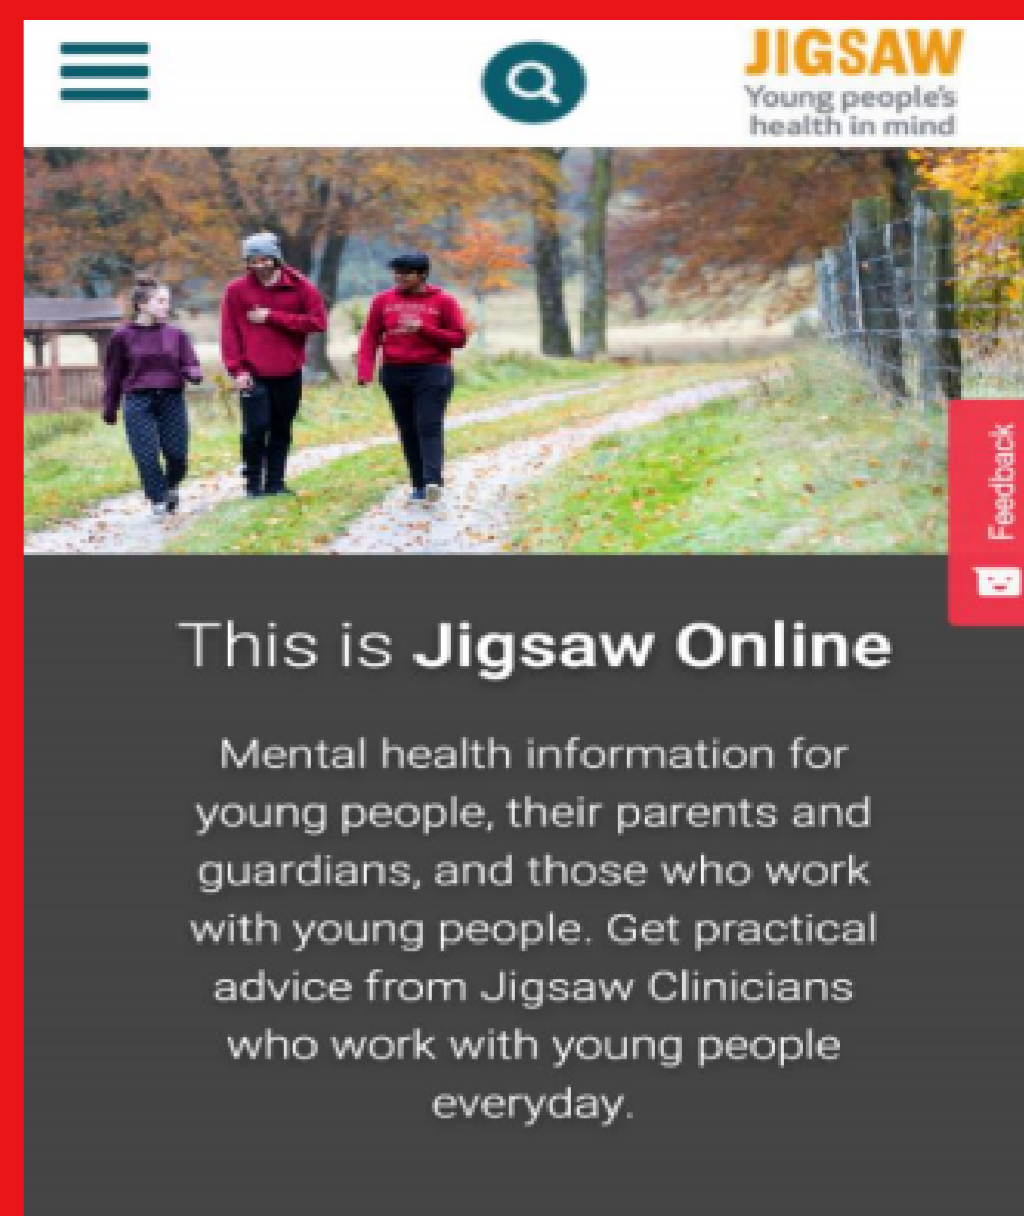 JIGSAW
Young people's
health in mind
Feedback
This is Jigsaw Online
Mental health information for
young people, their parents and
guardians, and those who work
with young people. Get practical
advice from Jigsaw Clinicians
who work with young people
everyday.